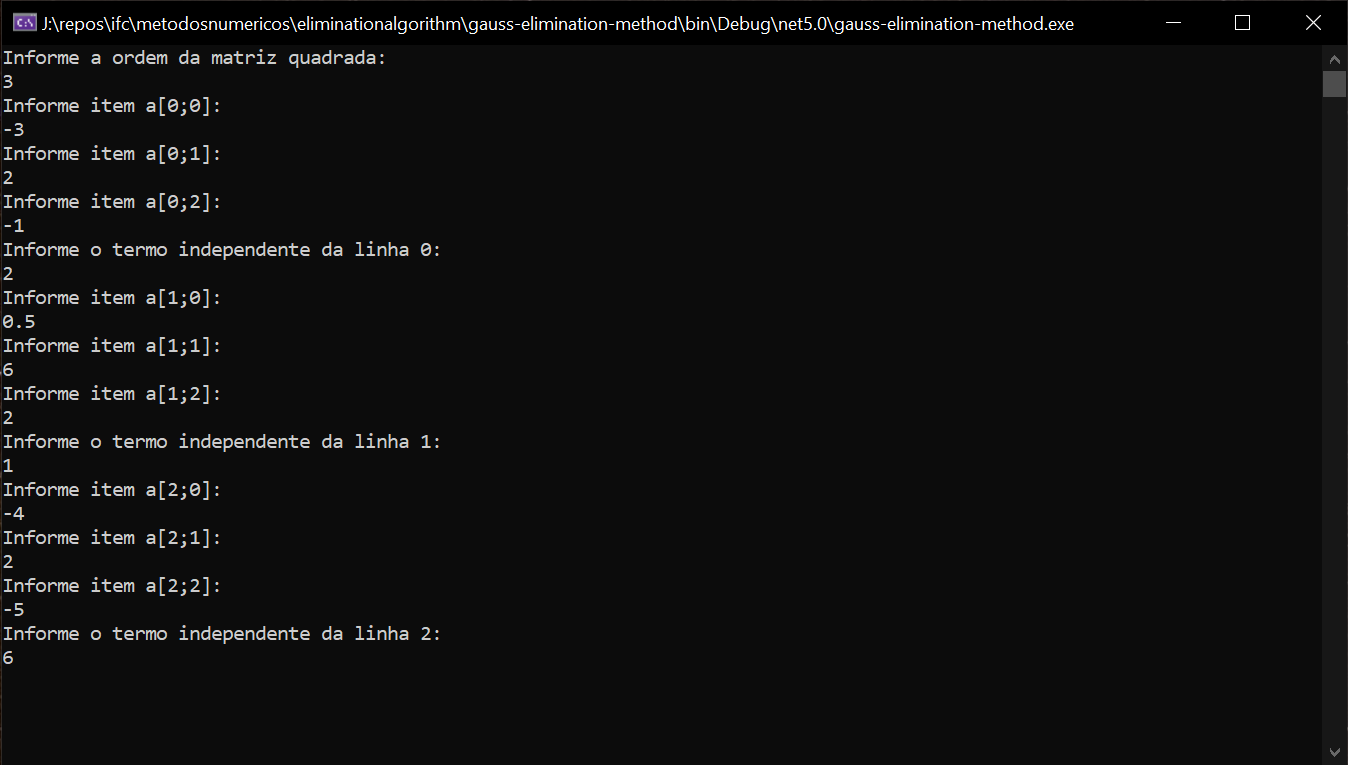 J:\repos\ifc\metodosnumericos\eliminationalgorithm\gauss-elimination-method\bin\Debug\net5.0\gauss-elimination-method.exe
Informe a ordem da matriz quadrada:
3
Informe item a[0;0]:
-3
Informe item a[0;1]:
2
Informe item a[0;2]:
-1
Informe o termo independente da linha 0:
2
Informe item a[1;0]:
0.5
Informe item a[1;1]:
6
Informe item a[1;2]:
2
Informe o termo independente da linha 1:
1
Informe item a[2;0]:
-4
Informe item a[2;1]:
2
Informe item a[2;2]:
-5
Informe o termo independente da linha 2:
6